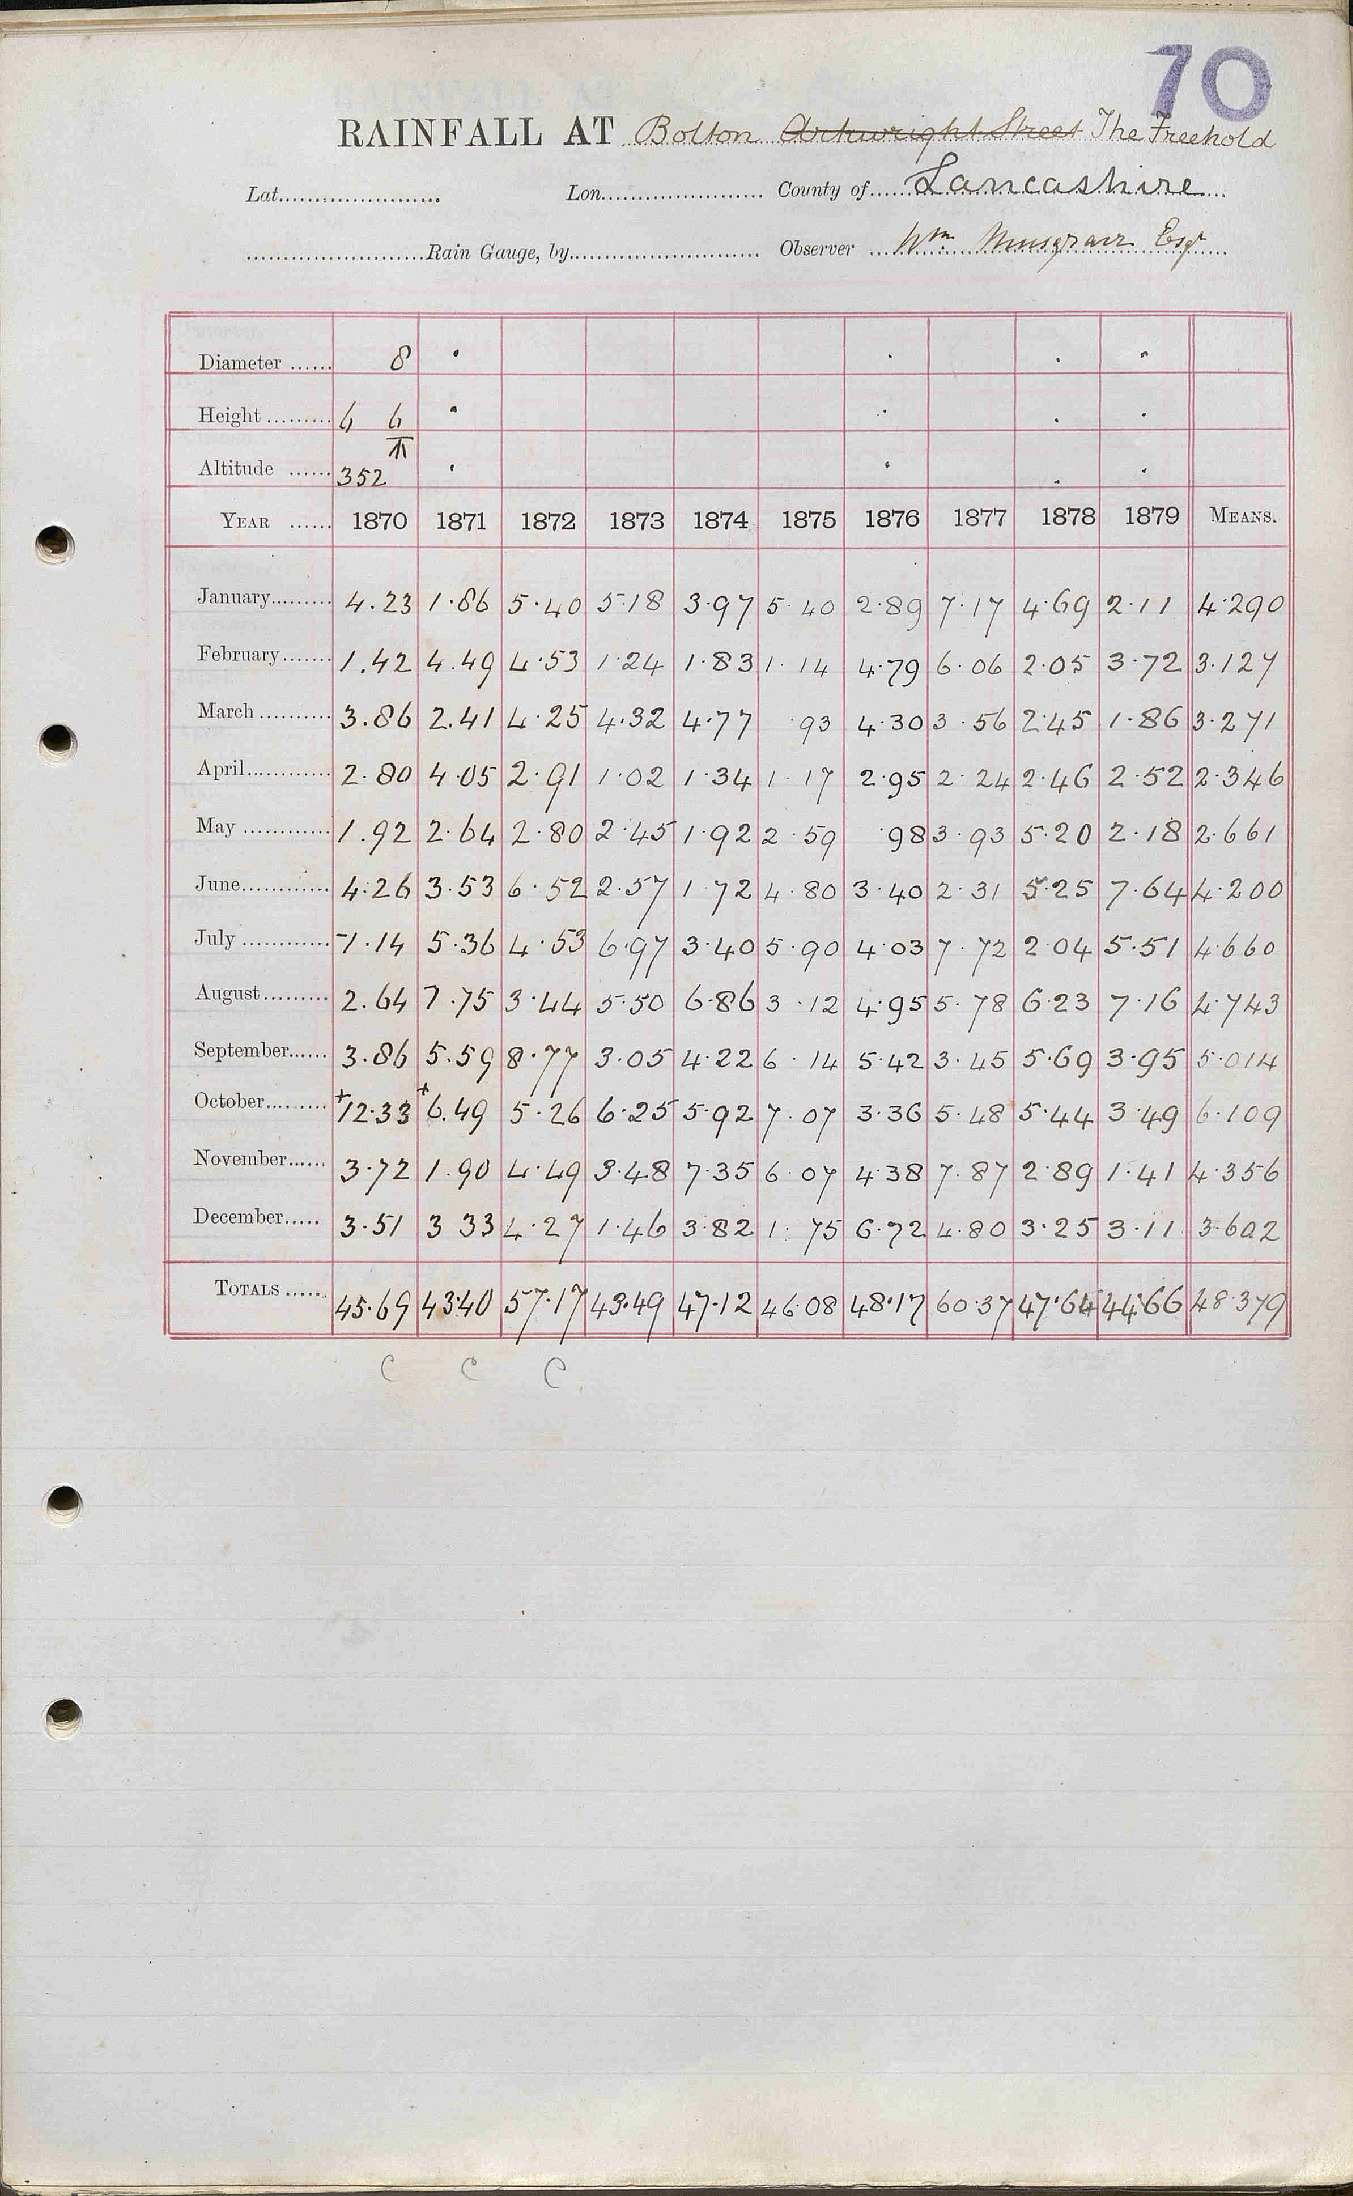 70
RAINFALL AT Bolton Arkwright Street The Freehold
Lat. Lon. County of Lancashire
Rain Gauge, by Observer Wm Musgrave Esqr
Diameter 8
Height 4 6
Altitude 352
YEAR 1870 1871 1872 1873 1874 1875 1876 1877 1878 1879 MEANS.
January 4.23 1.86 5.40 5.18 3.97 5.40 2.89 7.17 4.69 2.11 4.290
February 1.42 4.49 4.53 1.24 1.83 1.14 4.79 6.06 2.05 3.72 3.127
March 3.86 2.41 4.25 4.32 4.77 .93 4.30 3.56 2.45 1.86 3.271
April 2.80 4.05 2.91 1.02 1.34 1.17 2.95 2.24 2.46 2.52 2.346
May 1.92 2.64 2.80 2.45 1.92 2.59 .98 3.93 5.20 2.18 2.661
June 4.26 3.53 6.52 2.57 1.72 4.80 3.40 2.31 5.25 7.64 4.200
July 1.14 5.36 4.53 6.97 3.40 5.90 4.03 7.72 2.04 5.51 4.660
August 2.64 7.75 3.44 5.50 6.86 3.12 4.95 5.78 6.23 7.16 4.743
September 3.86 5.59 8.77 3.05 4.22 6.14 5.42 3.45 5.69 3.95 5.014
October +12.33 +6.49 5.26 6.25 5.92 7.07 3.36 5.48 5.44 3.49 6.109
November 3.72 1.90 4.49 3.48 7.35 6.07 4.38 7.87 2.89 1.41 4.356
December 3.51 3.33 4.27 1.46 3.82 1.75 6.72 4.80 3.25 3.11 3.602
TOTALS 45.69 43.40 57.17 43.49 47.12 46.08 48.17 60.37 47.64 44.66 48.379
C C C